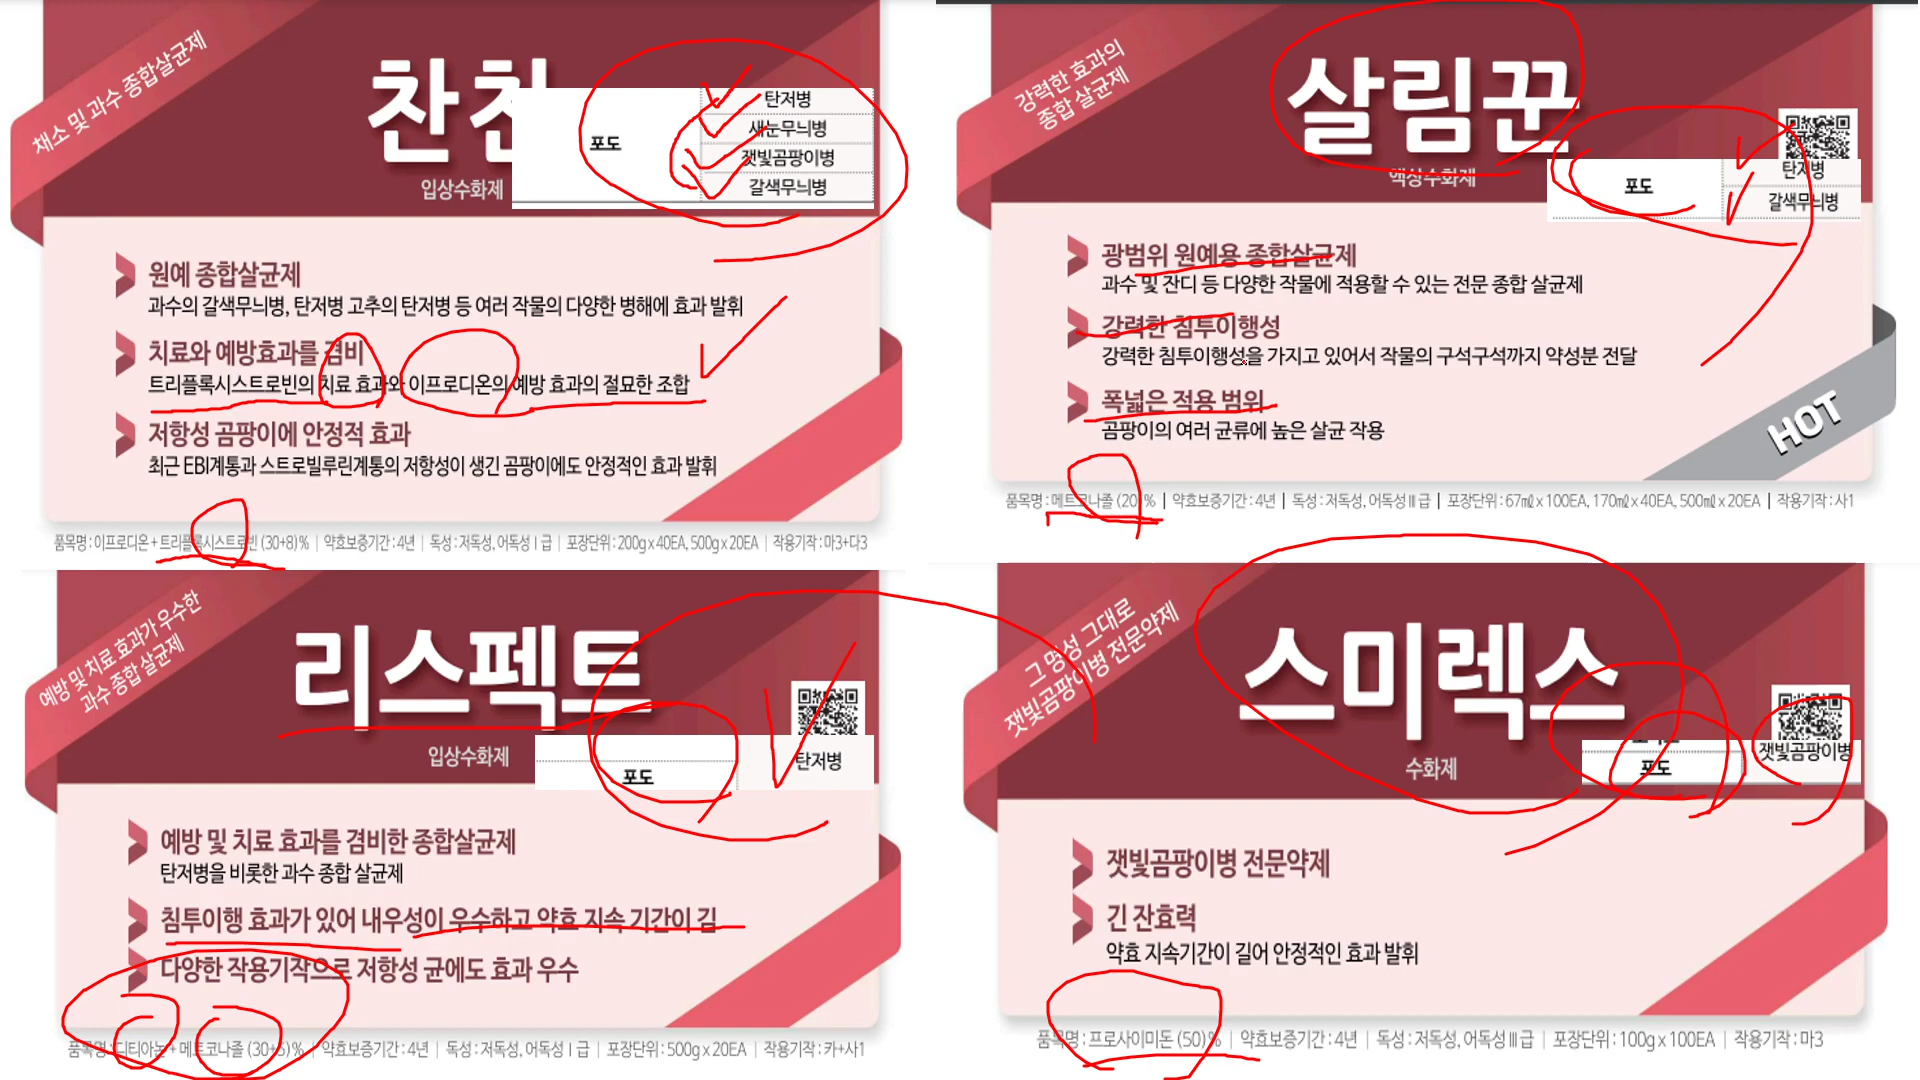 채소 및 과수 종합살균제
찬찬
입상수화제
포도
탄저병
새눈무늬병
잿빛곰팡이병
갈색무늬병
원예 종합살균제
과수의 갈색무늬병, 탄저병 고추의 탄저병 등 여러 작물의 다양한 병해에 효과 발휘
치료와 예방효과를 겸비
트리플록시스트로빈의 치료 효과와 이프로디온의 예방 효과의 절묘한 조합
저항성 곰팡이에 안정적 효과
최근 EBI계통과 스트로빌루린계통의 저항성이 생긴 곰팡이에도 안정적인 효과 발휘
품목명 : 이프로디온 + 트리플록시스트로빈 (30+8)% | 약효보증기간 : 4년 | 독성 : 저독성, 어독성 I 급 | 포장단위 : 200g x 40EA, 500g x 20EA | 작용기작 : 마3+다3
강력한 효과의
종합 살균제
살림꾼
액상수화제
포도
탄저병
갈색무늬병
광범위 원예용 종합살균제
과수 및 잔디 등 다양한 작물에 적용할 수 있는 전문 종합 살균제
강력한 침투이행성
강력한 침투이행성을 가지고 있어서 작물의 구석구석까지 약성분 전달
폭넓은 적용 범위
곰팡이의 여러 균류에 높은 살균 작용
HOT
품목명 : 메트코나졸 (20) % | 약효보증기간 : 4년 | 독성 : 저독성, 어독성 III 급 | 포장단위 : 67㎖ x 100EA, 170㎖ x 40EA, 500㎖ x 20EA | 작용기작 : 사1
예방 및 치료 효과가 우수한
과수 종합 살균제
리스펙트
입상수화제
포도
탄저병
예방 및 치료 효과를 겸비한 종합살균제
탄저병을 비롯한 과수 종합 살균제
침투이행 효과가 있어 내우성이 우수하고 약효 지속 기간이 김
다양한 작용기작으로 저항성 균에도 효과 우수
품목명 : 디티아논 + 메트코나졸 (30+5)% | 약효보증기간 : 4년 | 독성 : 저독성, 어독성 I 급 | 포장단위 : 500g x 20EA | 작용기작 : 카+사1
그 명성 그대로
잿빛곰팡이병 전문약제
스미렉스
수화제
포도
잿빛곰팡이병
잿빛곰팡이병 전문약제
긴 잔효력
약효 지속기간이 길어 안정적인 효과 발휘
품목명 : 프로사이미돈 (50) % | 약효보증기간 : 4년 | 독성 : 저독성, 어독성 III 급 | 포장단위 : 100g x 100EA | 작용기작 : 마3